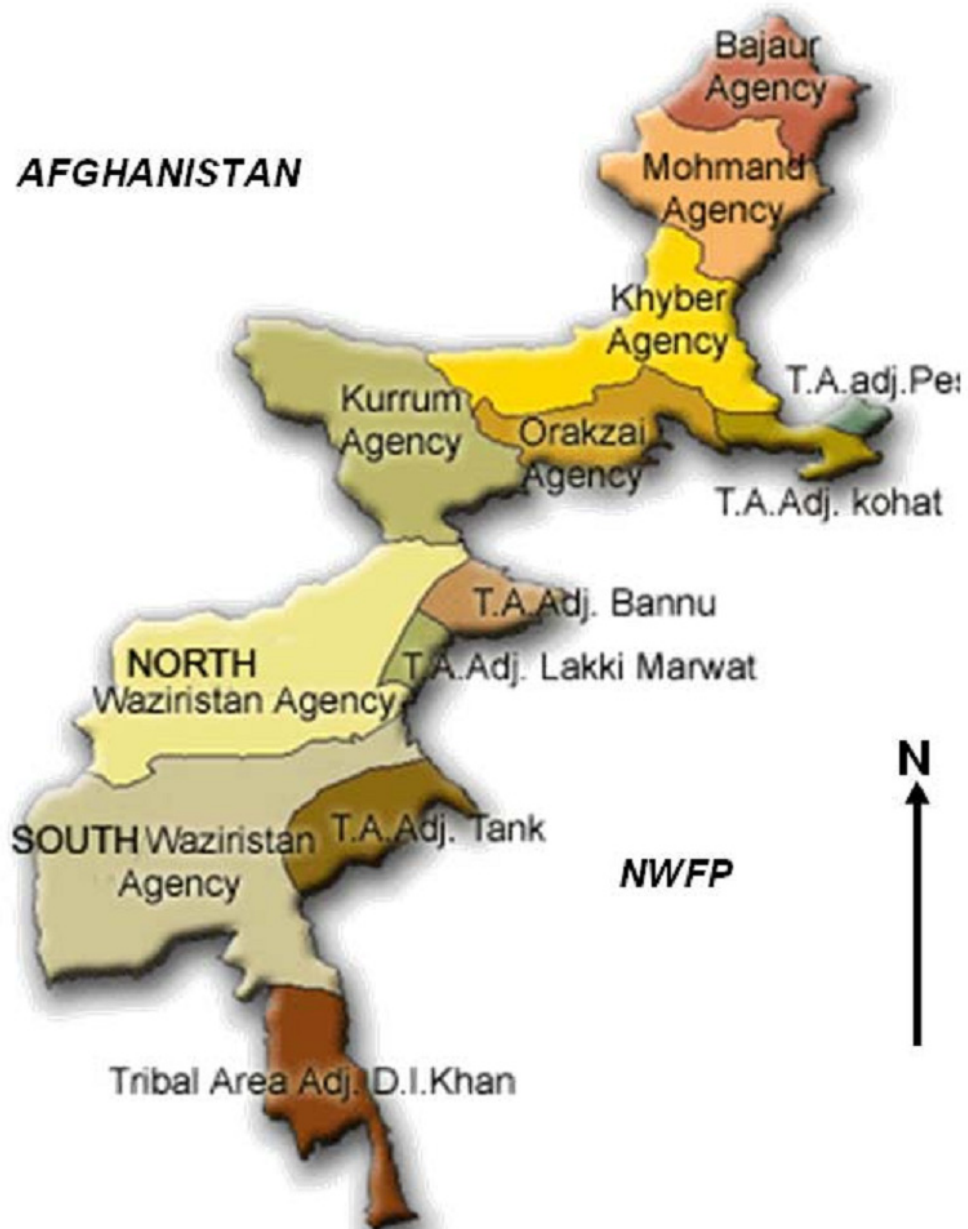 Bajaur
Agency
AFGHANISTAN
Mohmand
Agency
Khyber
Agency
T.A.adj.Pes
Kurrum
Agency
Orakzai
Agency
T.A.Adj. kohat
T.A.Adj. Bannu
NORTH
Waziristan Agency
T.A.Adj. Lakki Marwat
N
SOUTH Waziristan
Agency
T.A.Adj. Tank
NWFP
Tribal Area Adj. D.I.Khan